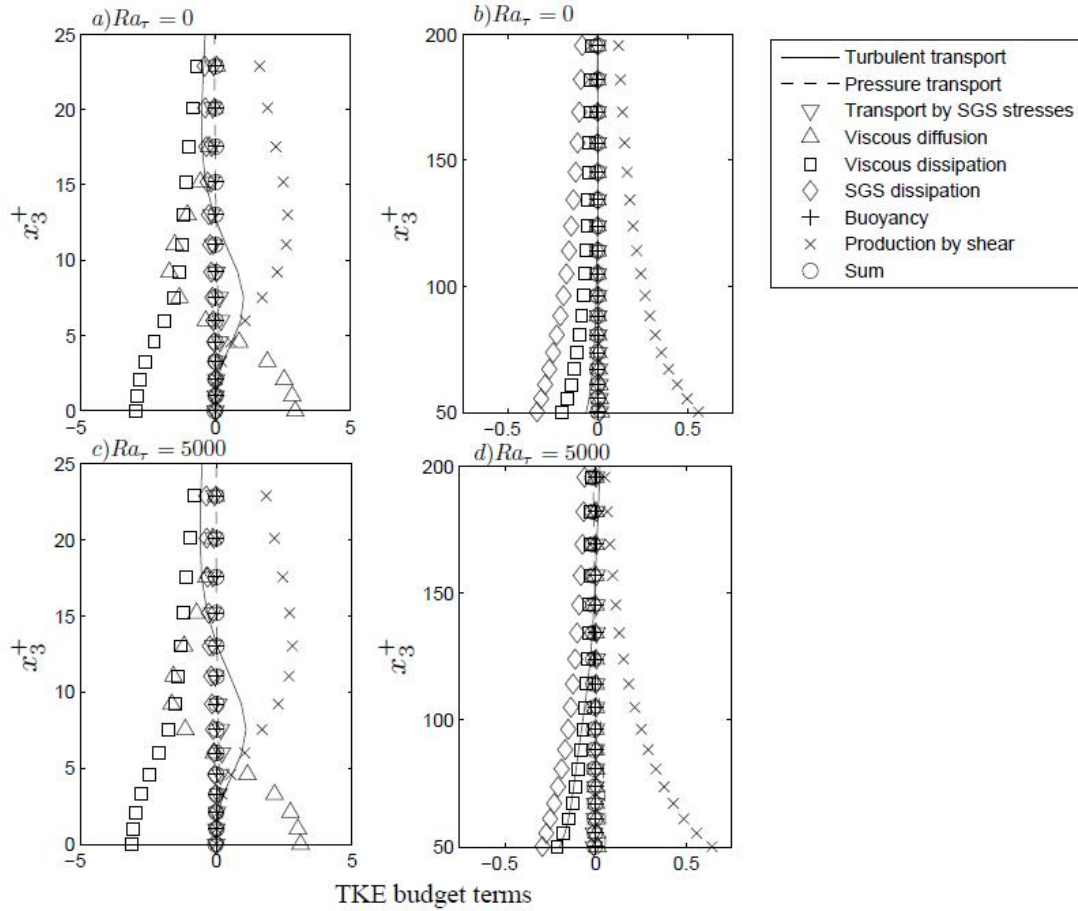 a)Ra_τ = 0
25
20
15
10
5
0
−5
0
5
x_3^+
b)Ra_τ = 0
200
150
100
50
−0.5
0
0.5
x_3^+
Turbulent transport
Pressure transport
Transport by SGS stresses
Viscous diffusion
Viscous dissipation
SGS dissipation
Buoyancy
Production by shear
Sum
c)Ra_τ = 5000
25
20
15
10
5
0
−5
0
5
x_3^+
d)Ra_τ = 5000
200
150
100
50
−0.5
0
0.5
x_3^+
TKE budget terms